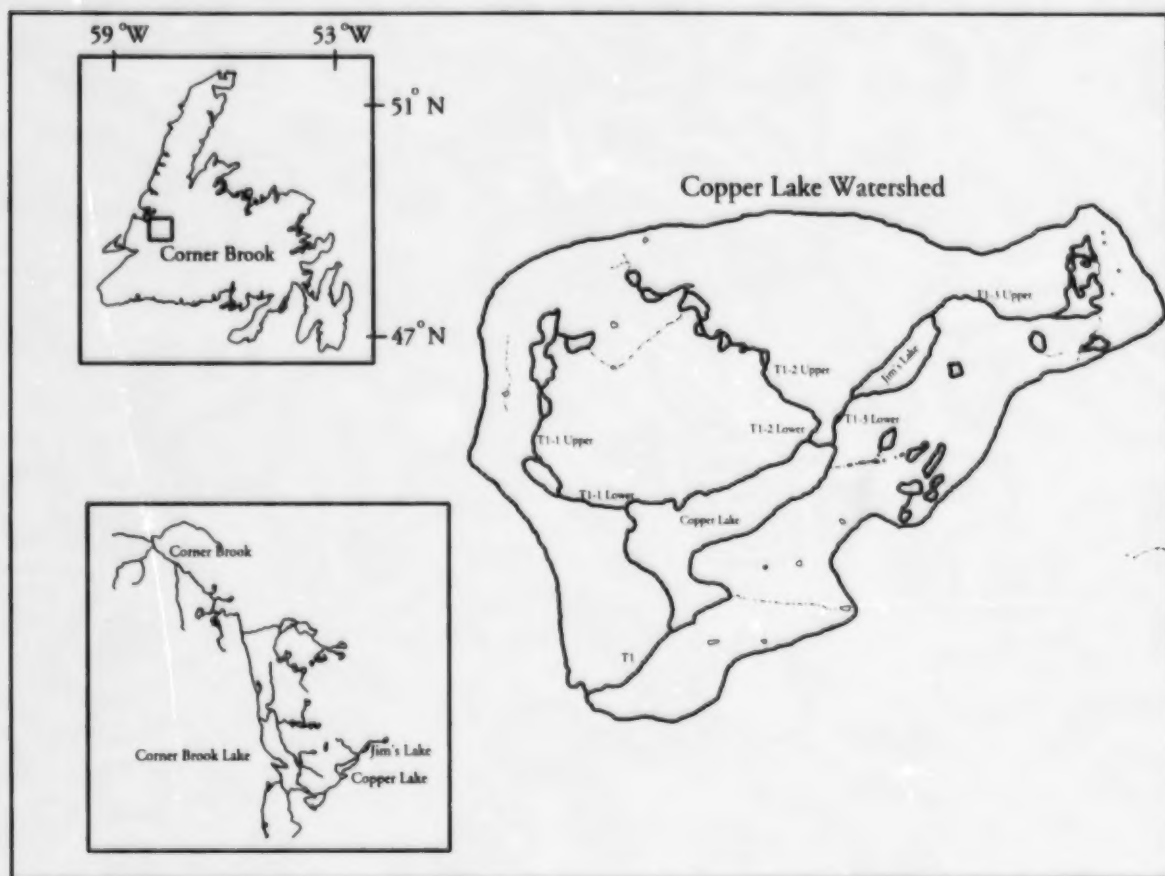 59 °W
53 °W
51° N
47° N
Corner Brook
Copper Lake Watershed
T1-3 Upper
Jim's Lake
T1-2 Upper
T1-2 Lower
T1-3 Lower
T1-1 Upper
T1-1 Lower
Copper Lake
T1
Corner Brook
Corner Brook Lake
Jim's Lake
Copper Lake